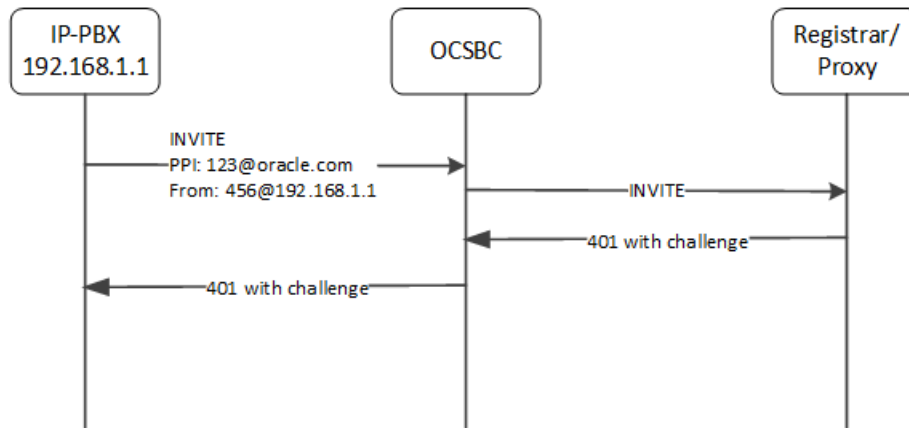 IP-PBX
192.168.1.1
OCSBC
Registrar/
Proxy
INVITE
PPI: 123@oracle.com
From: 456@192.168.1.1
INVITE
401 with challenge
401 with challenge